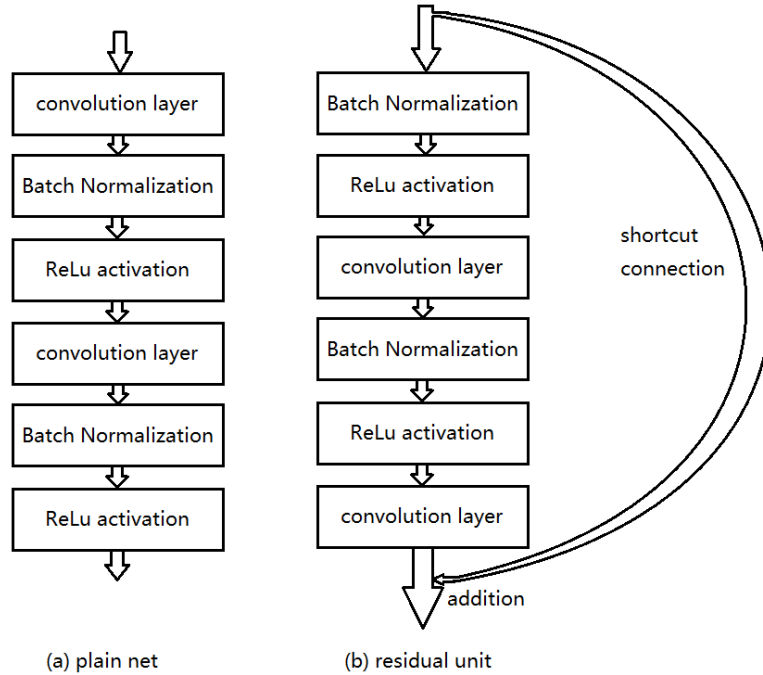 convolution layer
Batch Normalization
ReLu activation
convolution layer
Batch Normalization
ReLu activation
(a) plain net
Batch Normalization
ReLu activation
convolution layer
Batch Normalization
ReLu activation
convolution layer
shortcut
connection
addition
(b) residual unit